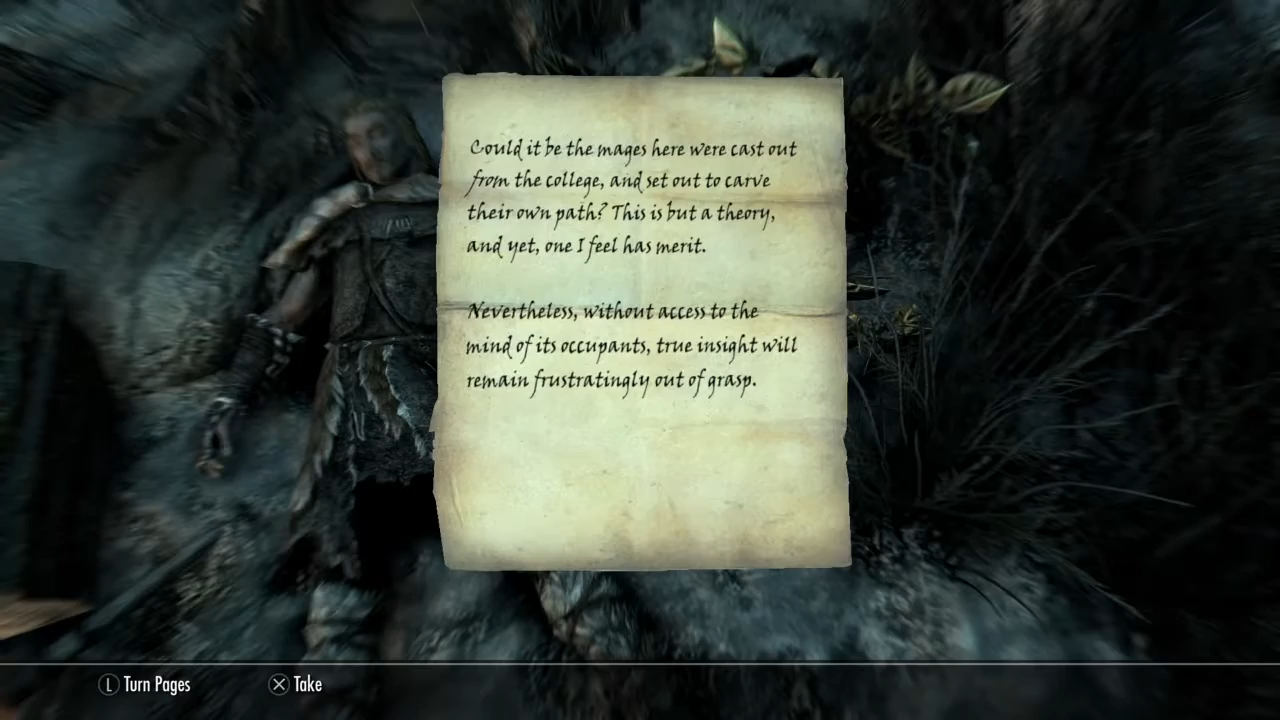 Could it be the mages here were cast out
from the college, and set out to carve
their own path? This is but a theory,
and yet, one I feel has merit.
Nevertheless, without access to the
mind of its occupants, true insight will
remain frustratingly out of grasp.
L Turn Pages X Take